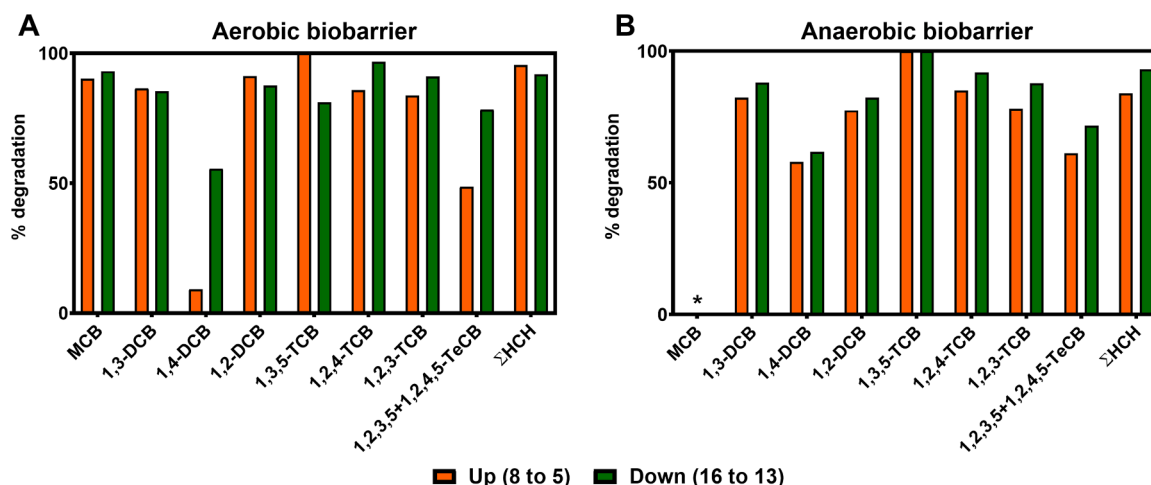 A
Aerobic biobarrier
% degradation
100
50
0
MCB
1,3-DCB
1,4-DCB
1,2-DCB
1,3,5-TCB
1,2,4-TCB
1,2,3-TCB
1,2,3,5+1,2,4,5-TeCB
ΣHCH
B
Anaerobic biobarrier
% degradation
100
50
0
*
MCB
1,3-DCB
1,4-DCB
1,2-DCB
1,3,5-TCB
1,2,4-TCB
1,2,3-TCB
1,2,3,5+1,2,4,5-TeCB
ΣHCH
Up (8 to 5) Down (16 to 13)